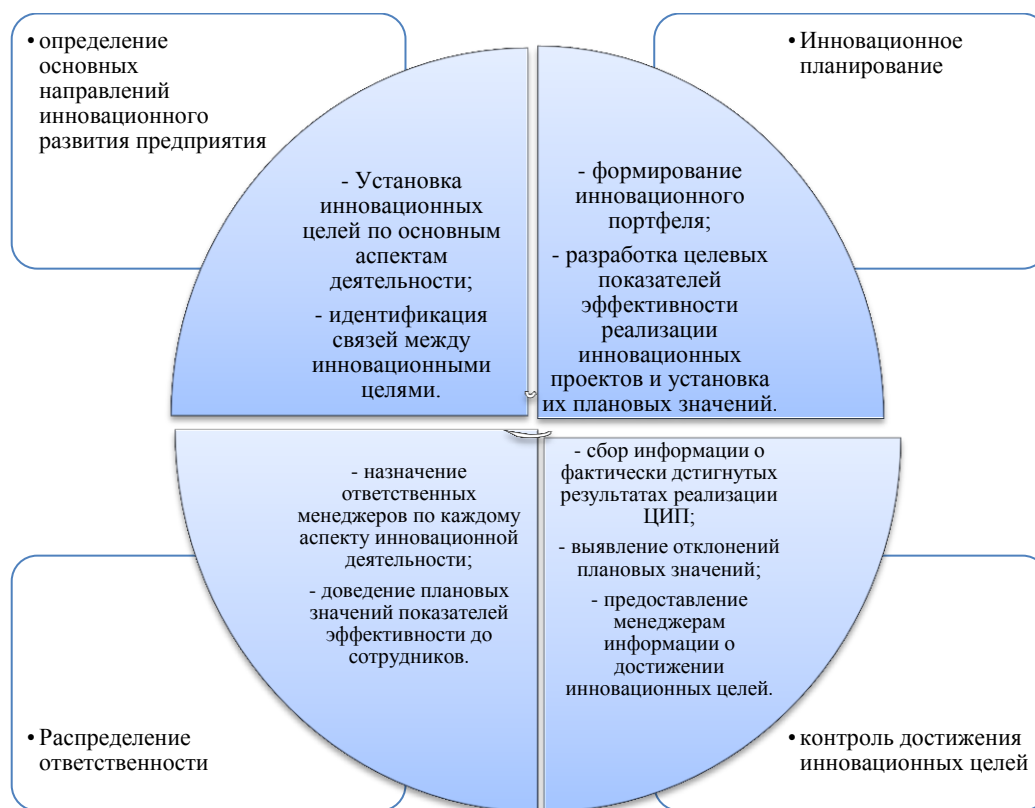 • определение
основных
направлений
инновационного
развития предприятия
• Инновационное
планирование
- Установка
инновационных
целей по основным
аспектам
деятельности;
- идентификация
связей между
инновационными
целями.
- формирование
инновационного
портфеля;
- разработка целевых
показателей
эффективности
реализации
инновационных
проектов и установка
их плановых значений.
- назначение
ответственных
менеджеров по каждому
аспекту инновационной
деятельности;
- доведение плановых
значений показателей
эффективности до
сотрудников.
- сбор информации о
фактически дстигнутых
результатах реализации
ЦИП;
- выявление отклонений
плановых значений;
- предоставление
менеджерам
информации о
достижении
инновационных целей.
• Распределение
ответственности
• контроль достижения
инновационных целей